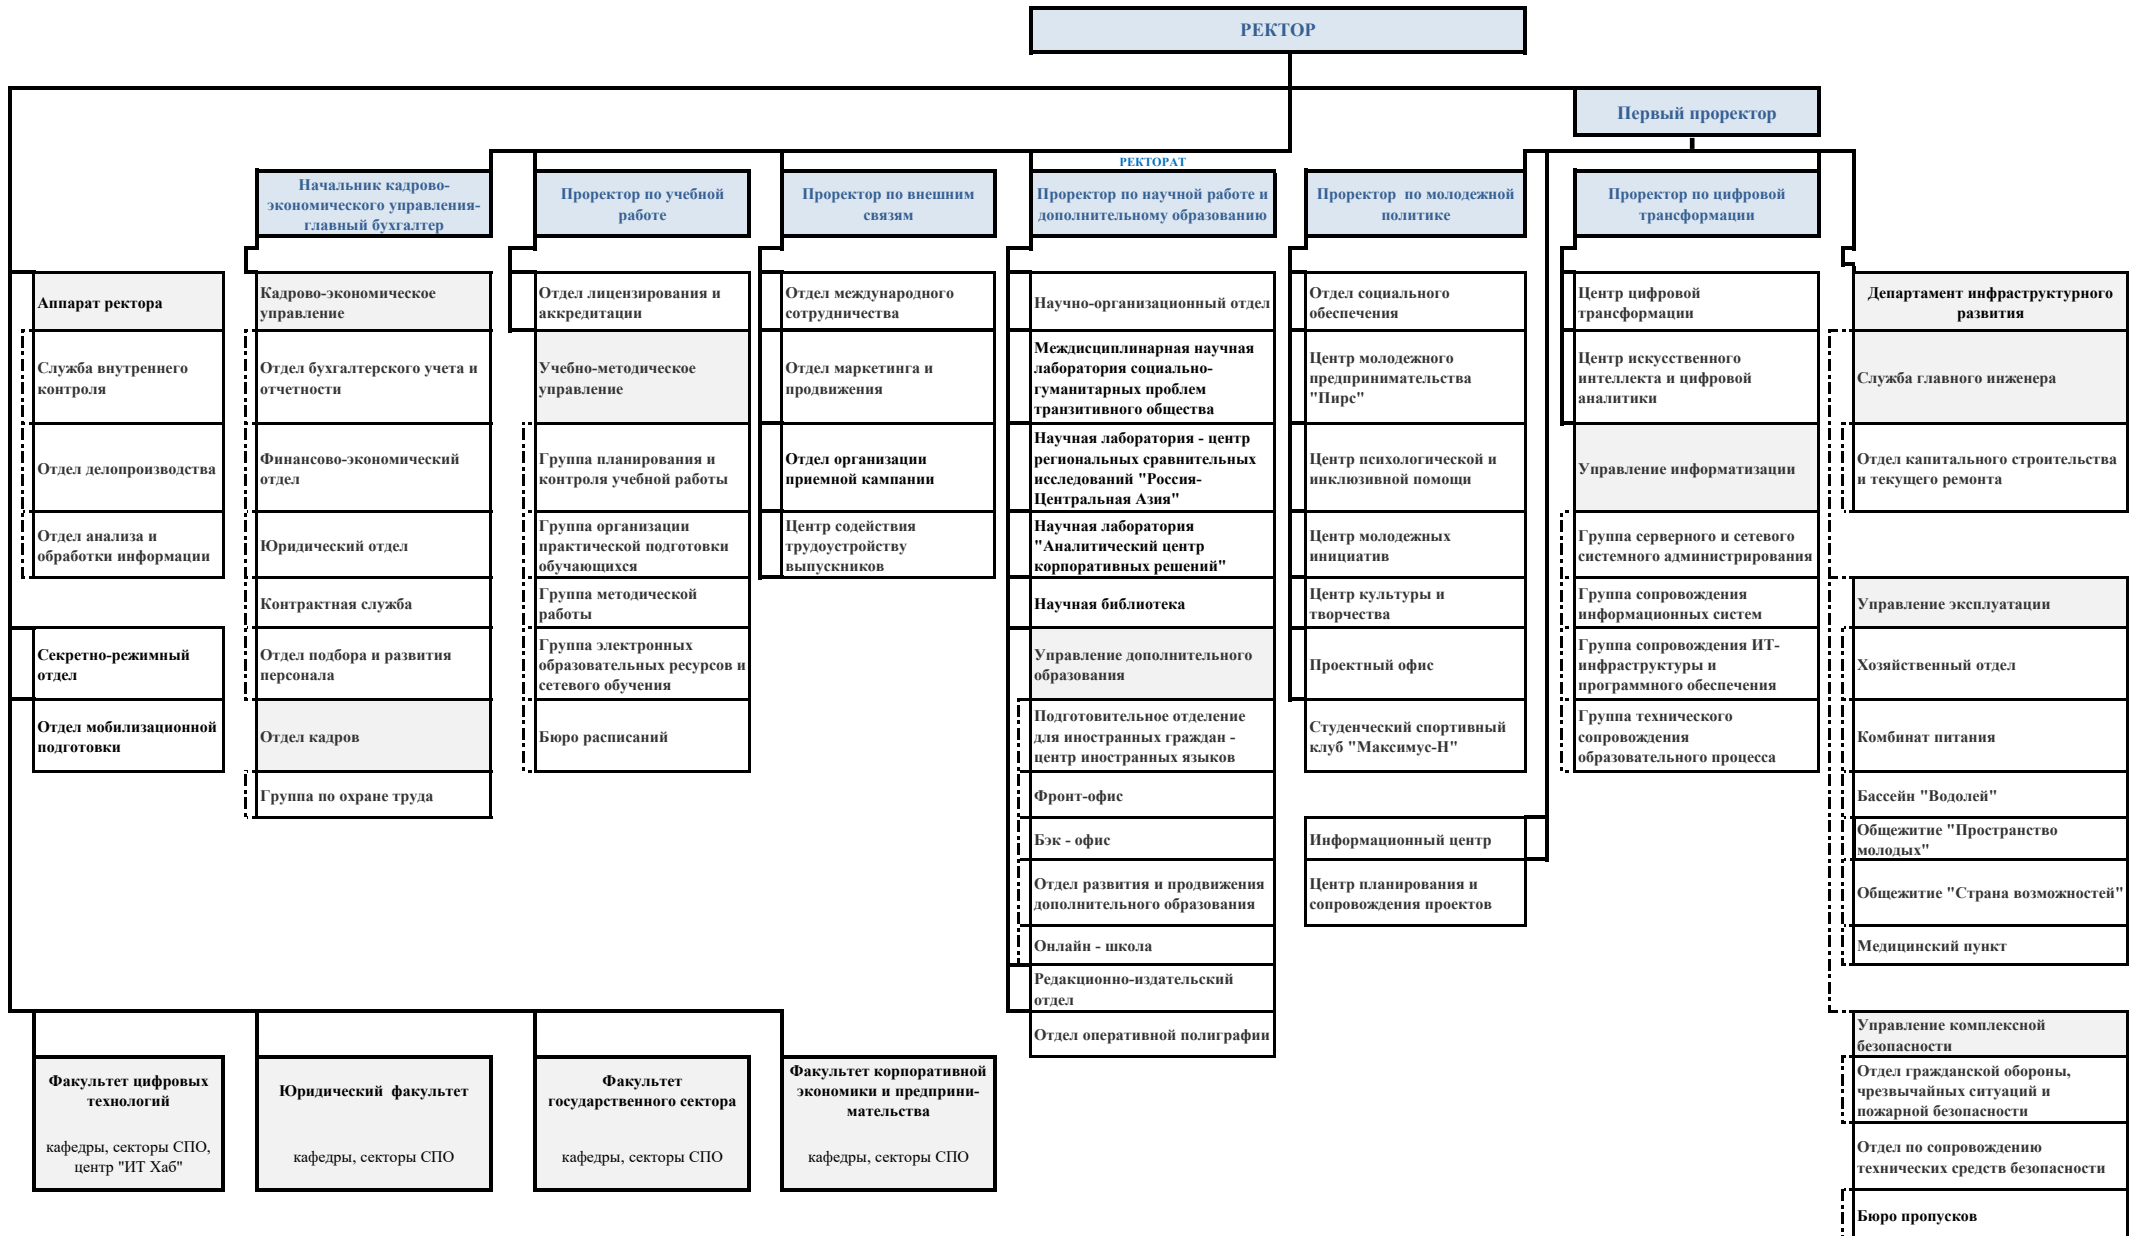 РЕКТОР
Первый проректор
РЕКТОРАТ
Начальник кадрово-
экономического управления-
главный бухгалтер
Проректор по учебной
работе
Проректор по внешним
связям
Проректор по научной работе и
дополнительному образованию
Проректор по молодежной
политике
Проректор по цифровой
трансформации
Аппарат ректора
Служба внутреннего
контроля
Отдел делопроизводства
Отдел анализа и
обработки информации
Секретно-режимный
отдел
Отдел мобилизационной
подготовки
Кадрово-экономическое
управление
Отдел бухгалтерского учета и
отчетности
Финансово-экономический
отдел
Юридический отдел
Контрактная служба
Отдел подбора и развития
персонала
Отдел кадров
Группа по охране труда
Отдел лицензирования и
аккредитации
Учебно-методическое
управление
Группа планирования и
контроля учебной работы
Группа организации
практической подготовки
обучающихся
Группа методической
работы
Группа электронных
образовательных ресурсов и
сетевого обучения
Бюро расписаний
Отдел международного
сотрудничества
Отдел маркетинга и
продвижения
Отдел организации
приемной кампании
Центр содействия
трудоустройству
выпускников
Научно-организационный отдел
Междисциплинарная научная
лаборатория социально-
гуманитарных проблем
транзитивного общества
Научная лаборатория - центр
региональных сравнительных
исследований "Россия-
Центральная Азия"
Научная лаборатория
"Аналитический центр
корпоративных решений"
Научная библиотека
Управление дополнительного
образования
Подготовительное отделение
для иностранных граждан -
центр иностранных языков
Фронт-офис
Бэк - офис
Отдел развития и продвижения
дополнительного образования
Онлайн - школа
Редакционно-издательский
отдел
Отдел оперативной полиграфии
Отдел социального
обеспечения
Центр молодежного
предпринимательства
"Пирс"
Центр психологической и
инклюзивной помощи
Центр молодежных
инициатив
Центр культуры и
творчества
Проектный офис
Студенческий спортивный
клуб "Максимус-Н"
Информационный центр
Центр планирования и
сопровождения проектов
Центр цифровой
трансформации
Центр искусственного
интеллекта и цифровой
аналитики
Управление информатизации
Группа серверного и сетевого
системного администрирования
Группа сопровождения
информационных систем
Группа сопровождения ИТ-
инфраструктуры и
программного обеспечения
Группа технического
сопровождения
образовательного процесса
Департамент инфраструктурного
развития
Служба главного инженера
Отдел капитального строительства
и текущего ремонта
Управление эксплуатации
Хозяйственный отдел
Комбинат питания
Бассейн "Водолей"
Общежитие "Пространство
молодых"
Общежитие "Страна возможностей"
Медицинский пункт
Управление комплексной
безопасности
Отдел гражданской обороны,
чрезвычайных ситуаций и
пожарной безопасности
Отдел по сопровождению
технических средств безопасности
Бюро пропусков
Факультет цифровых
технологий
кафедры, секторы СПО,
центр "ИТ Хаб"
Юридический факультет
кафедры, секторы СПО
Факультет
государственного сектора
кафедры, секторы СПО
Факультет корпоративной
экономики и предприни-
мательства
кафедры, секторы СПО